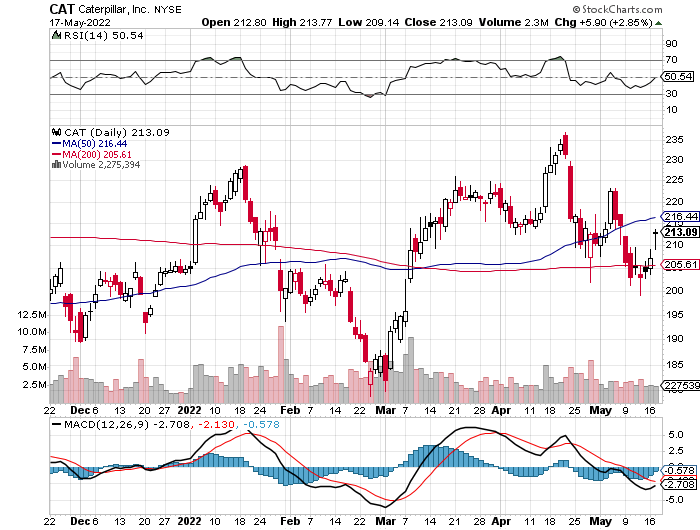 CAT Caterpillar, Inc. NYSE © StockCharts.com
17-May-2022 Open 212.80 High 213.77 Low 209.14 Close 213.09 Volume 2.3M Chg +5.90 (+2.85%)
RSI(14) 50.54
90
70
50.54
30
10
CAT (Daily) 213.09
MA(50) 216.44
MA(200) 205.61
Volume 2,275,394
235
230
225
220
216.44
213.09
210
205.61
205
200
195
190
185
180
12.5M
10.0M
7.5M
5.0M
2.5M
227539
22 Dec 6 13 20 27 2022 10 18 24 Feb 7 14 22 Mar 7 14 21 28 Apr 11 18 25 May 9 16
MACD(12,26,9) -2.708, -2.130, -0.578
5.0
2.5
0.0
-0.578
-2.708
-5.0
22 Dec 6 13 20 27 2022 10 18 24 Feb 7 14 22 Mar 7 14 21 28 Apr 11 18 25 May 9 16